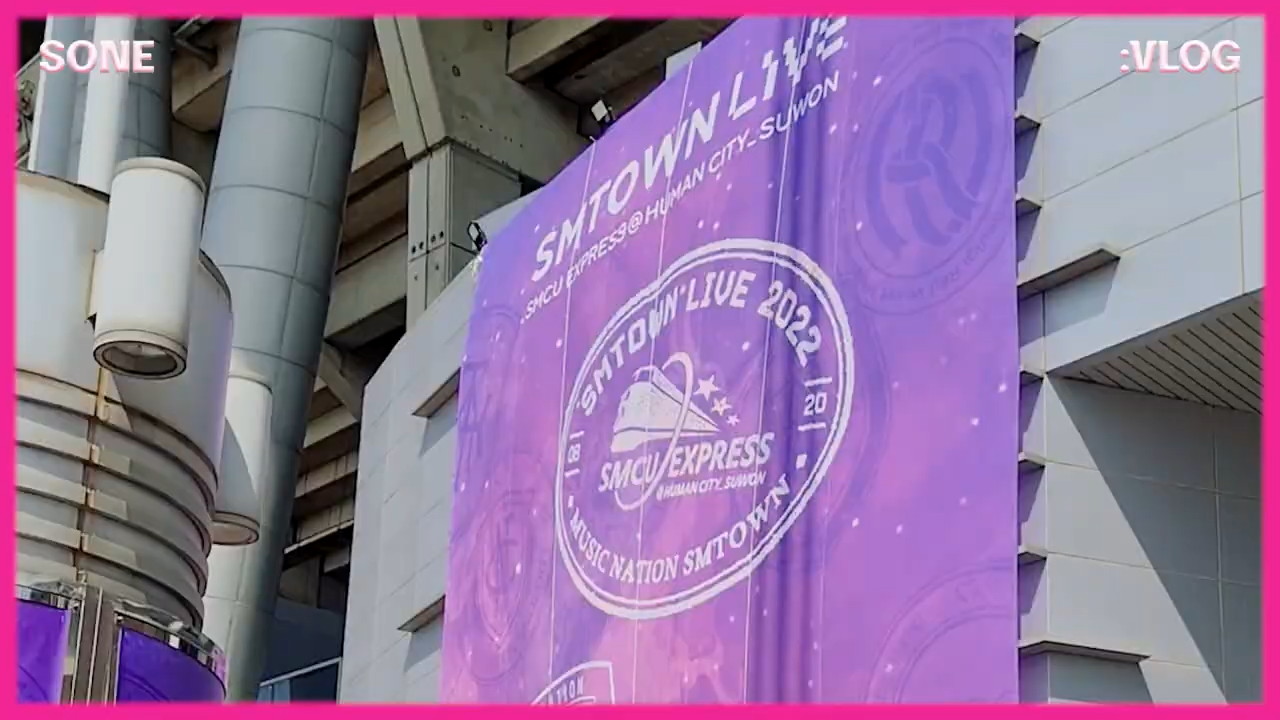 SONE
:VLOG
SMTOWN LIVE
SMCU EXPRESS@HUMAN CITY_SUWON
SMTOWN LIVE 2022
08
20
SMCU EXPRESS
@HUMAN CITY_SUWON
MUSIC NATION SMTOWN